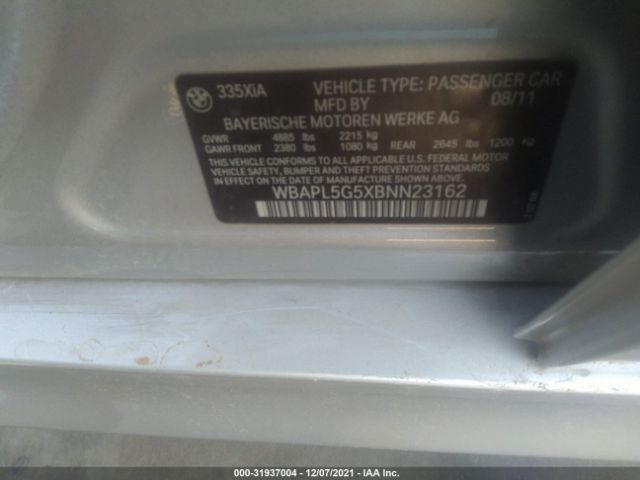 335XiA
VEHICLE TYPE: PASSENGER CAR
MFD BY 08/11
BAYERISCHE MOTOREN WERKE AG
GVWR 4885 lbs 2215 kg
GAWR FRONT 2380 lbs 1080 kg REAR 2645 lbs 1200 kg
THIS VEHICLE CONFORMS TO ALL APPLICABLE U.S. FEDERAL MOTOR
VEHICLE SAFETY, BUMPER, AND THEFT PREVENTION STANDARDS IN
EFFECT ON THE DATE OF MANUFACTURE SHOWN ABOVE.
WBAPL5G5XBNN23162
000-31937004 - 12/07/2021 - IAA Inc.